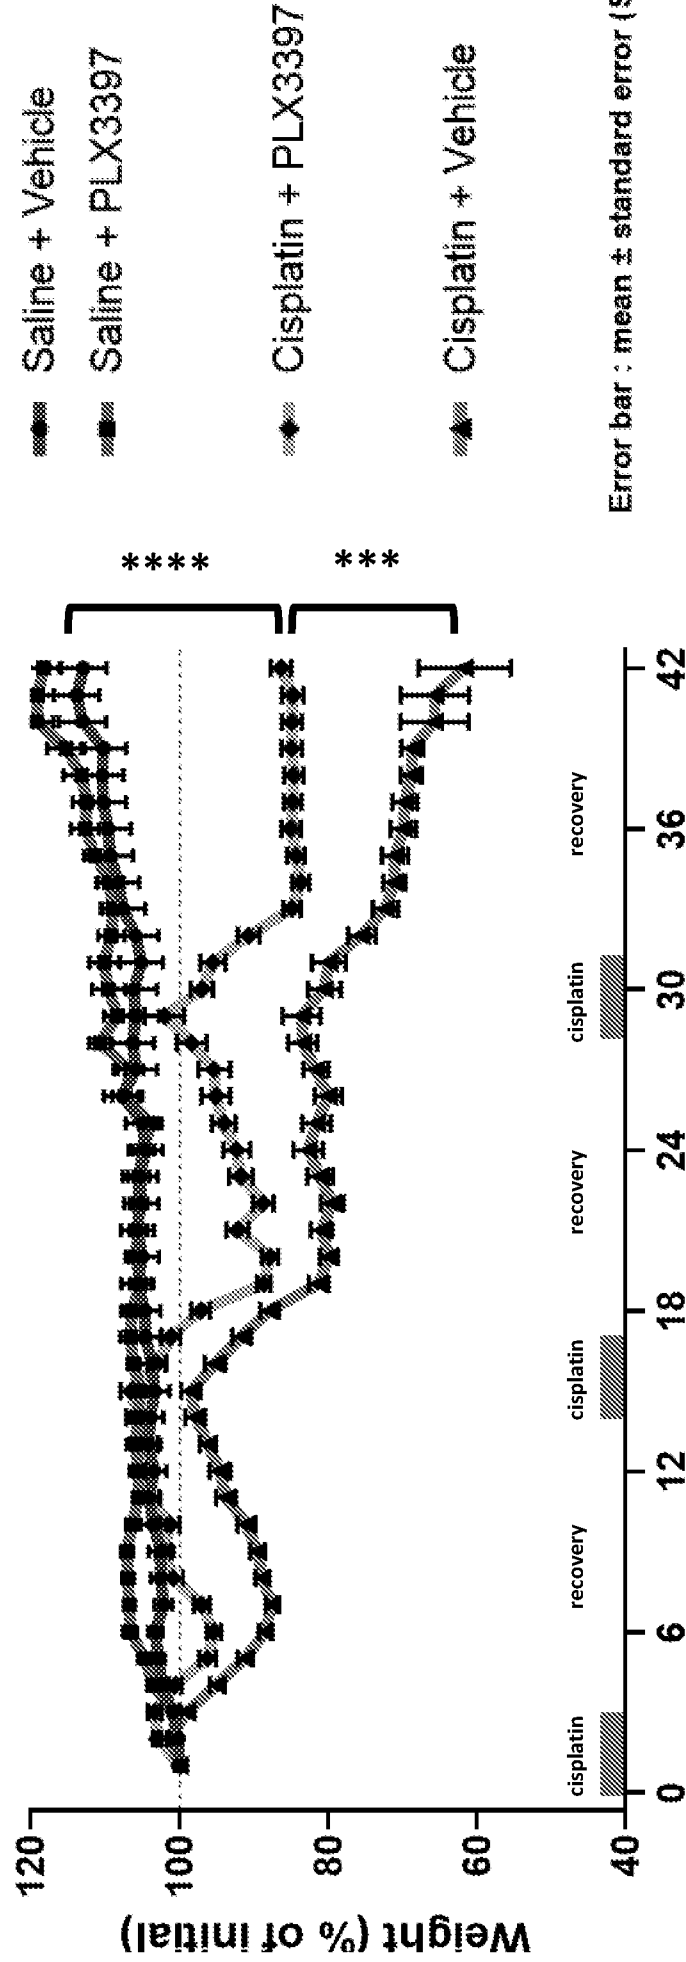 Weight (% of initial)
120
100
80
60
40
cisplatin
recovery
cisplatin
recovery
cisplatin
recovery
0
6
12
18
24
30
36
42
****
***
Saline + Vehicle
Saline + PLX3397
Cisplatin + PLX3397
Cisplatin + Vehicle
Error bar : mean ± standard error (S